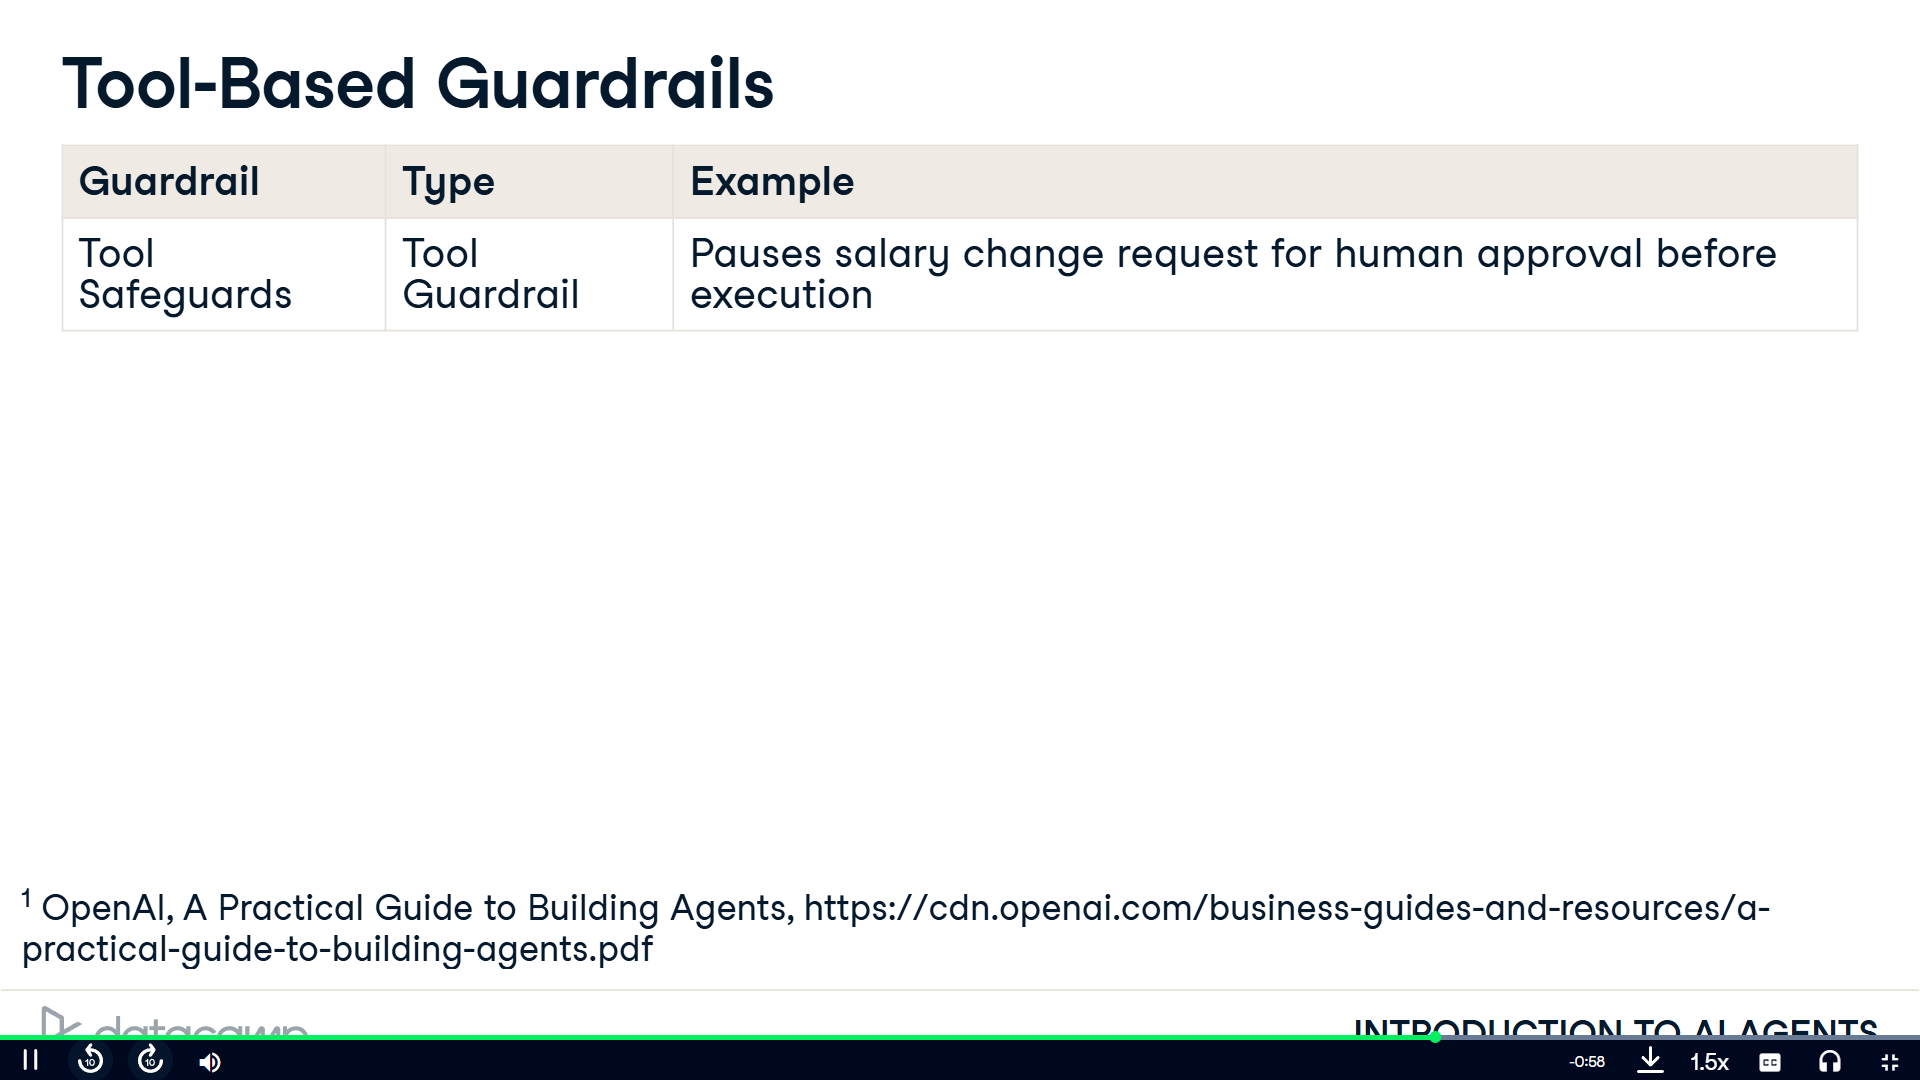 Tool-Based Guardrails
Guardrail Type Example
Tool Safeguards
Tool Guardrail
Pauses salary change request for human approval before
execution
1 OpenAI, A Practical Guide to Building Agents, https://cdn.openai.com/business-guides-and-resources/a-
practical-guide-to-building-agents.pdf
datacamp
INTRODUCTION TO AI AGENTS
10
10
-0:58
1.5x
CC